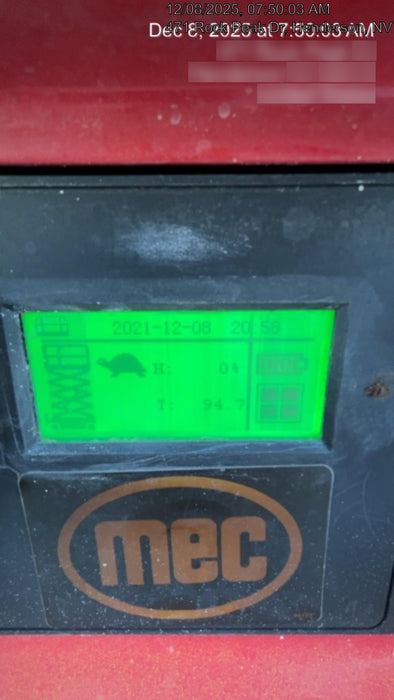 12/08/2025, 07:50:03 AM
Dec 8, 2025 at 7:50:03 AM
2021-12-08 20:58
H: 0%
T: 94.7
mec